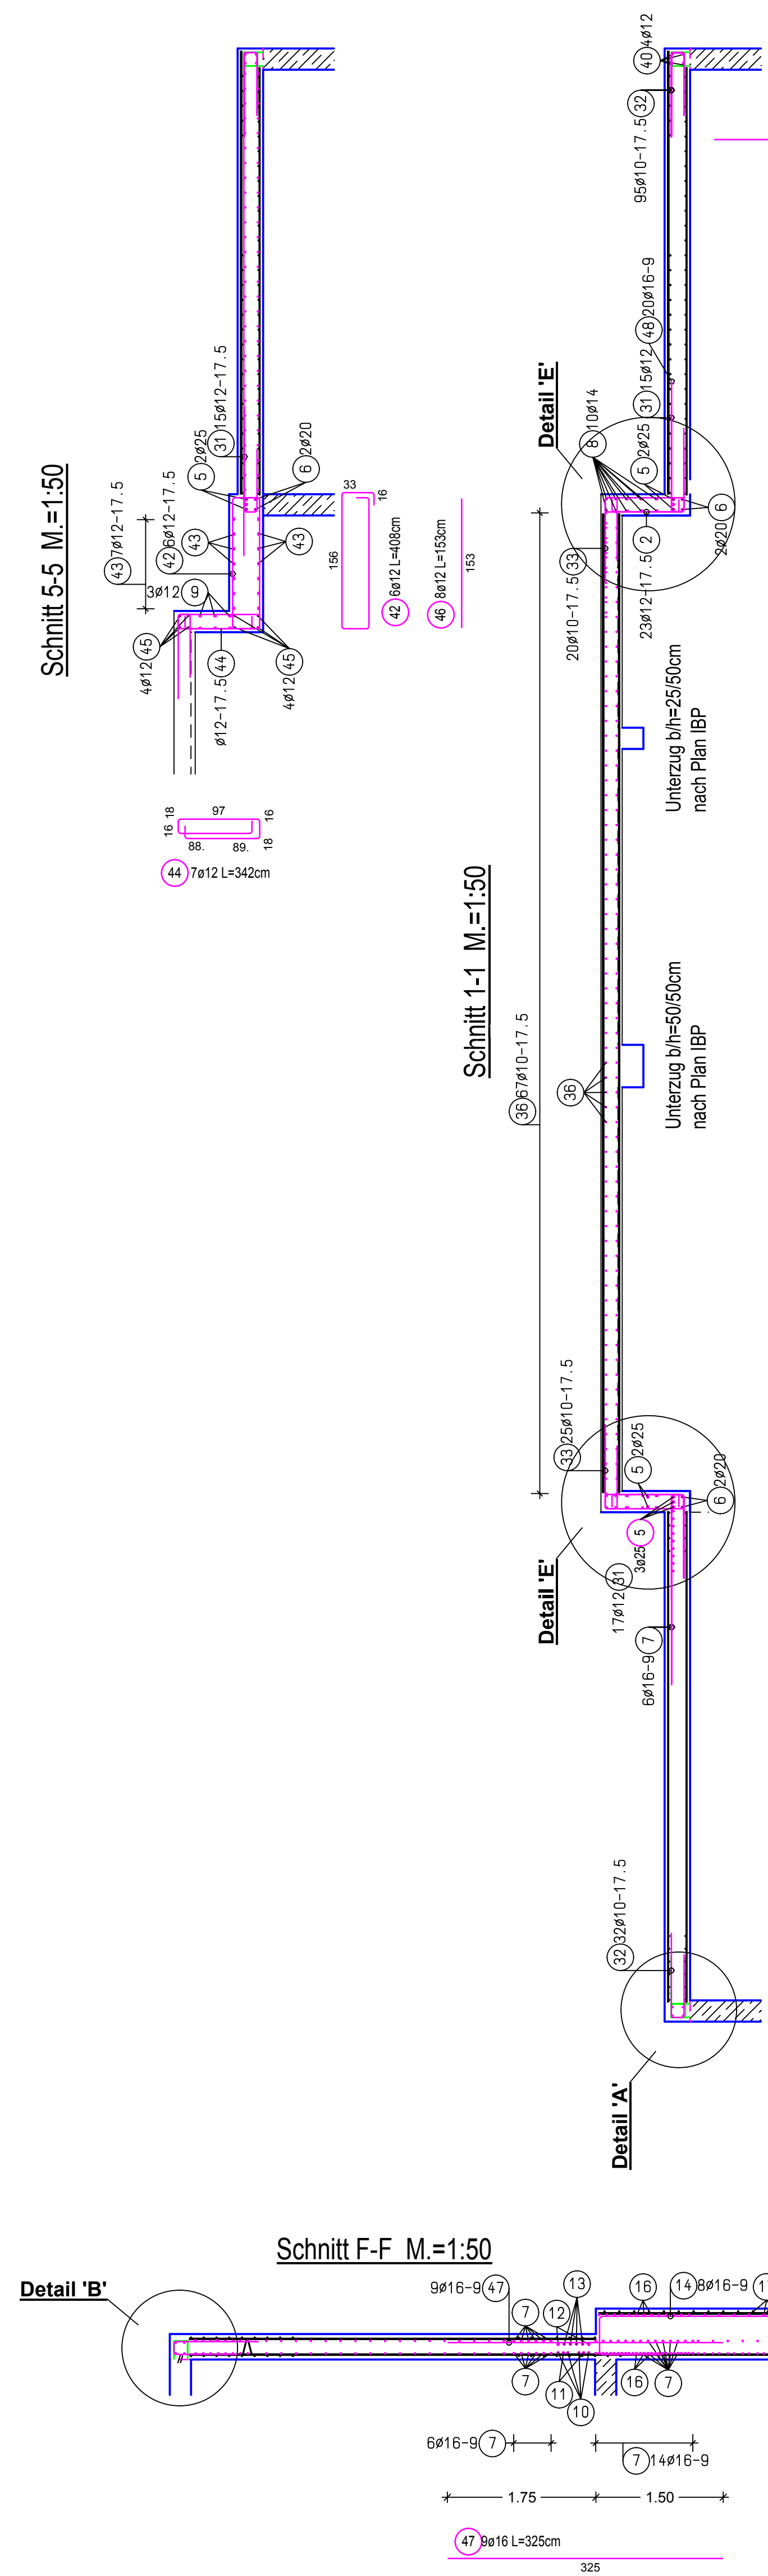 Schnitt 5-5  M.=1:50
43 7ø12-17.5
42 6ø12-17.5
5 2ø25
31 15ø12-17.5
6 2ø20
43
43
3ø12 9
4ø12 45
ø12-17.5 44
4ø12 45
33
16
156
42 6ø12 L=408cm
46 8ø12 L=153cm
153
16 18
97
16
88.
89.
18
44 7ø12 L=342cm
Schnitt 1-1  M.=1:50
40 4ø12
95ø10-17.5 32
48 20ø16-9
31 15ø12
5 2ø25
8 10ø14
Detail 'E'
2ø20 6
23ø12-17.5 2
20ø10-17.5 33
Unterzug b/h=25/50cm
nach Plan IBP
36 67ø10-17.5
36
Unterzug b/h=50/50cm
nach Plan IBP
33 25ø10-17.5
5 2ø25
6 2ø20
3ø25 5
Detail 'E'
17ø12 31
6ø16-9 7
32 32ø10-17.5
Detail 'A'
Schnitt F-F  M.=1:50
Detail 'B'
9ø16-9 47
13
12
7
16
14 8ø16-9
7
11
10
16
7
6ø16-9 7
7 14ø16-9
1.75
1.50
47 9ø16 L=325cm
325